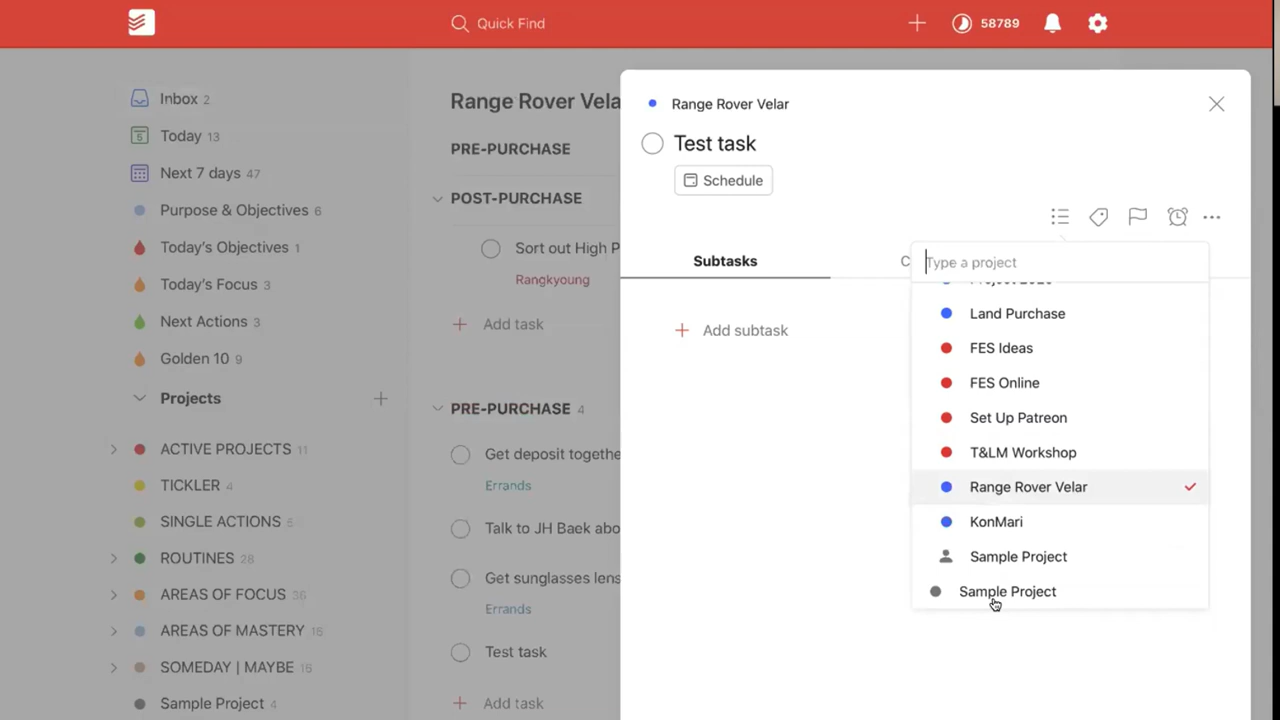 Quick Find
58789
Inbox 2
Today 13
Next 7 days 47
Purpose & Objectives 6
Today's Objectives 1
Today's Focus 3
Next Actions 3
Golden 10 9
Projects
ACTIVE PROJECTS 11
TICKLER 4
SINGLE ACTIONS 5
ROUTINES 28
AREAS OF FOCUS 36
AREAS OF MASTERY 16
SOMEDAY | MAYBE 16
Sample Project 4
Range Rover Vela
PRE-PURCHASE
POST-PURCHASE
Sort out High P
Rangkyoung
Add task
PRE-PURCHASE 4
Get deposit togethe
Errands
Talk to JH Baek abo
Get sunglasses lens
Errands
Test task
Add task
Range Rover Velar
Test task
Schedule
Subtasks
C
Add subtask
Type a project
Land Purchase
FES Ideas
FES Online
Set Up Patreon
T&LM Workshop
Range Rover Velar
KonMari
Sample Project
Sample Project